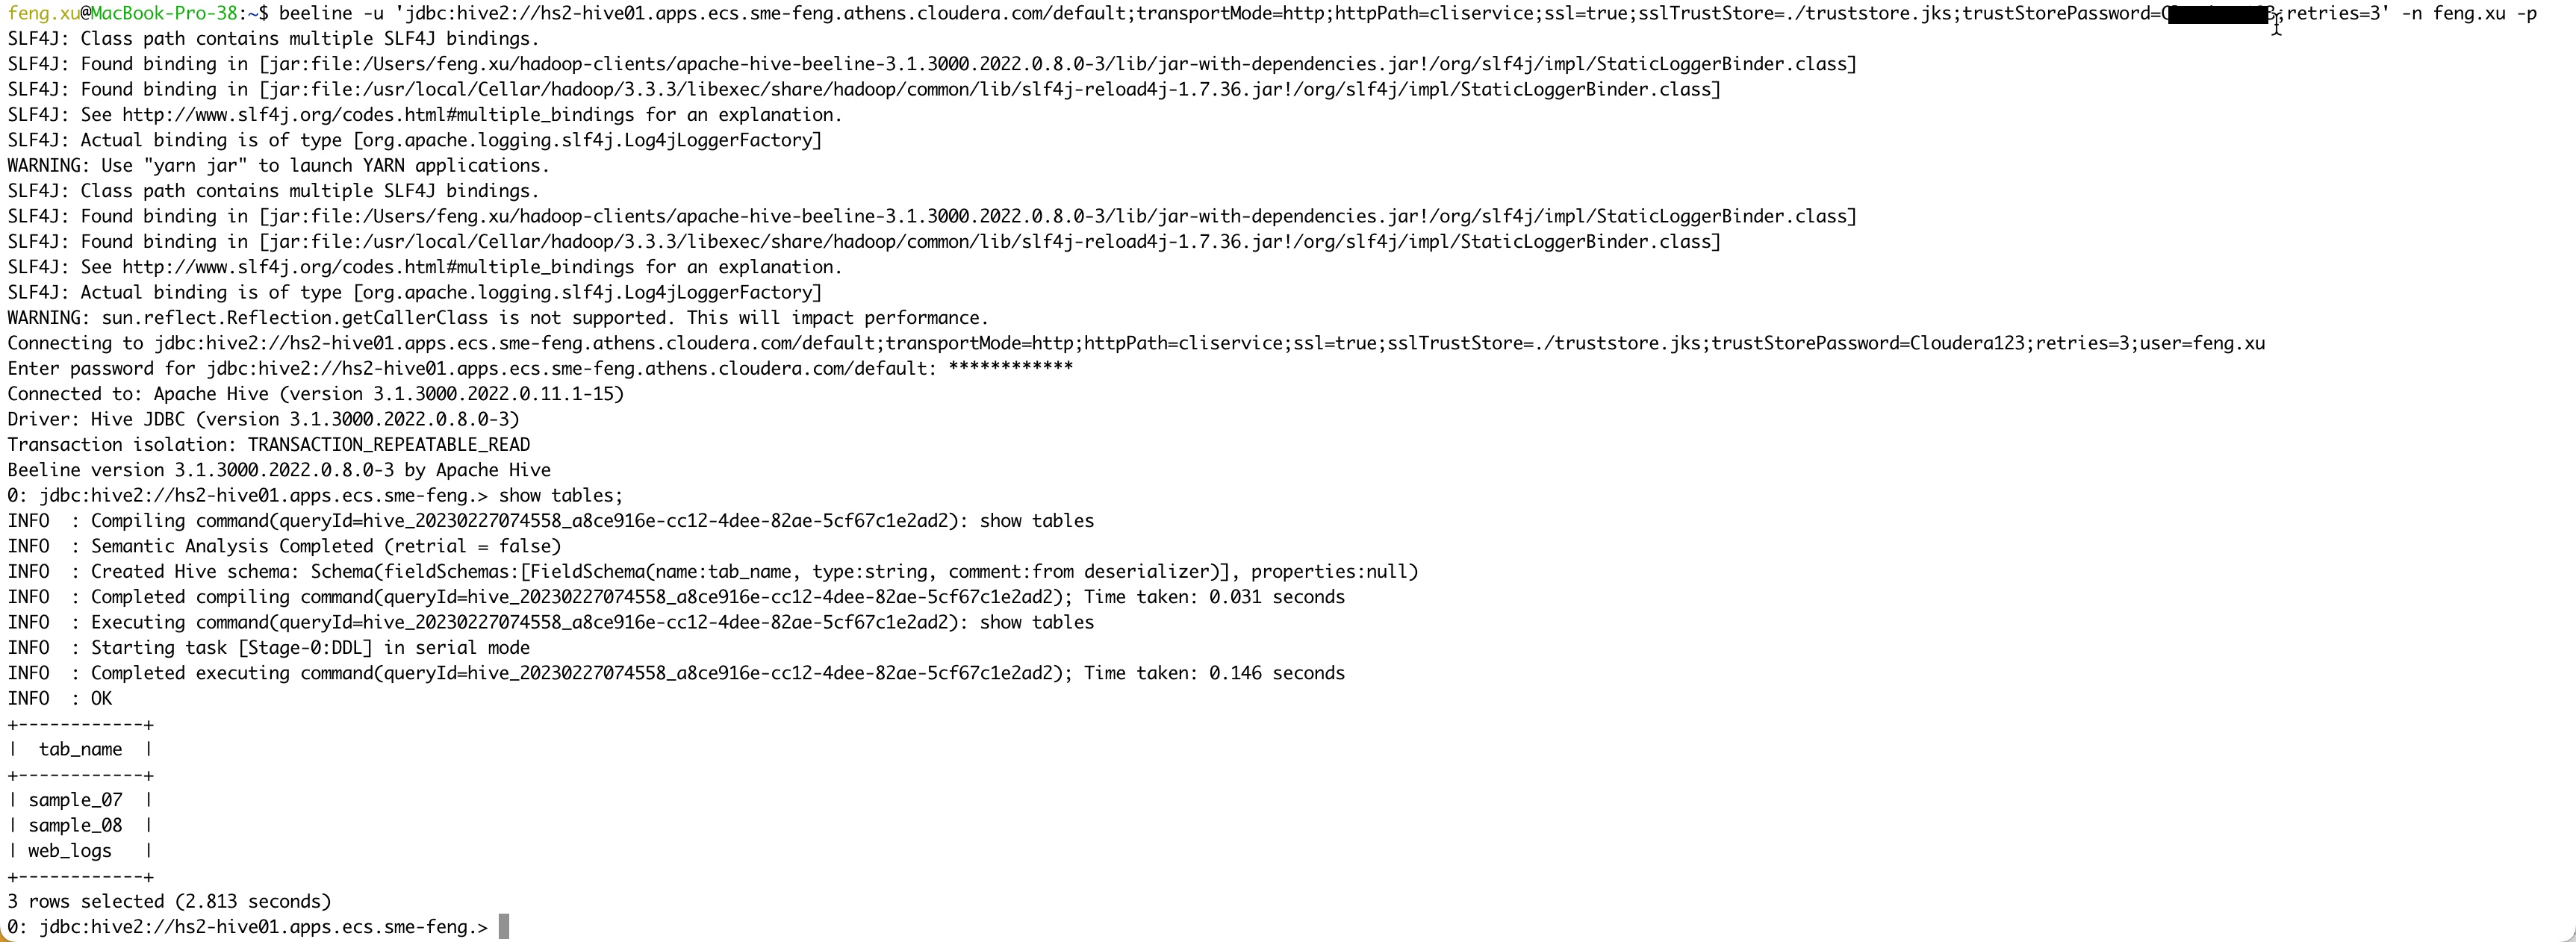 feng.xu@MacBook-Pro-38:~$ beeline -u 'jdbc:hive2://hs2-hive01.apps.ecs.sme-feng.athens.cloudera.com/default;transportMode=http;httpPath=cliservice;ssl=true;sslTrustStore=./truststore.jks;trustStorePassword=C;retries=3' -n feng.xu -p
SLF4J: Class path contains multiple SLF4J bindings.
SLF4J: Found binding in [jar:file:/Users/feng.xu/hadoop-clients/apache-hive-beeline-3.1.3000.2022.0.8.0-3/lib/jar-with-dependencies.jar!/org/slf4j/impl/StaticLoggerBinder.class]
SLF4J: Found binding in [jar:file:/usr/local/Cellar/hadoop/3.3.3/libexec/share/hadoop/common/lib/slf4j-reload4j-1.7.36.jar!/org/slf4j/impl/StaticLoggerBinder.class]
SLF4J: See http://www.slf4j.org/codes.html#multiple_bindings for an explanation.
SLF4J: Actual binding is of type [org.apache.logging.slf4j.Log4jLoggerFactory]
WARNING: Use "yarn jar" to launch YARN applications.
SLF4J: Class path contains multiple SLF4J bindings.
SLF4J: Found binding in [jar:file:/Users/feng.xu/hadoop-clients/apache-hive-beeline-3.1.3000.2022.0.8.0-3/lib/jar-with-dependencies.jar!/org/slf4j/impl/StaticLoggerBinder.class]
SLF4J: Found binding in [jar:file:/usr/local/Cellar/hadoop/3.3.3/libexec/share/hadoop/common/lib/slf4j-reload4j-1.7.36.jar!/org/slf4j/impl/StaticLoggerBinder.class]
SLF4J: See http://www.slf4j.org/codes.html#multiple_bindings for an explanation.
SLF4J: Actual binding is of type [org.apache.logging.slf4j.Log4jLoggerFactory]
WARNING: sun.reflect.Reflection.getCallerClass is not supported. This will impact performance.
Connecting to jdbc:hive2://hs2-hive01.apps.ecs.sme-feng.athens.cloudera.com/default;transportMode=http;httpPath=cliservice;ssl=true;sslTrustStore=./truststore.jks;trustStorePassword=Cloudera123;retries=3;user=feng.xu
Enter password for jdbc:hive2://hs2-hive01.apps.ecs.sme-feng.athens.cloudera.com/default: ************
Connected to: Apache Hive (version 3.1.3000.2022.0.11.1-15)
Driver: Hive JDBC (version 3.1.3000.2022.0.8.0-3)
Transaction isolation: TRANSACTION_REPEATABLE_READ
Beeline version 3.1.3000.2022.0.8.0-3 by Apache Hive
0: jdbc:hive2://hs2-hive01.apps.ecs.sme-feng.> show tables;
INFO  : Compiling command(queryId=hive_20230227074558_a8ce916e-cc12-4dee-82ae-5cf67c1e2ad2): show tables
INFO  : Semantic Analysis Completed (retrial = false)
INFO  : Created Hive schema: Schema(fieldSchemas:[FieldSchema(name:tab_name, type:string, comment:from deserializer)], properties:null)
INFO  : Completed compiling command(queryId=hive_20230227074558_a8ce916e-cc12-4dee-82ae-5cf67c1e2ad2); Time taken: 0.031 seconds
INFO  : Executing command(queryId=hive_20230227074558_a8ce916e-cc12-4dee-82ae-5cf67c1e2ad2): show tables
INFO  : Starting task [Stage-0:DDL] in serial mode
INFO  : Completed executing command(queryId=hive_20230227074558_a8ce916e-cc12-4dee-82ae-5cf67c1e2ad2); Time taken: 0.146 seconds
INFO  : OK
+------------+
|  tab_name  |
+------------+
| sample_07  |
| sample_08  |
| web_logs   |
+------------+
3 rows selected (2.813 seconds)
0: jdbc:hive2://hs2-hive01.apps.ecs.sme-feng.>